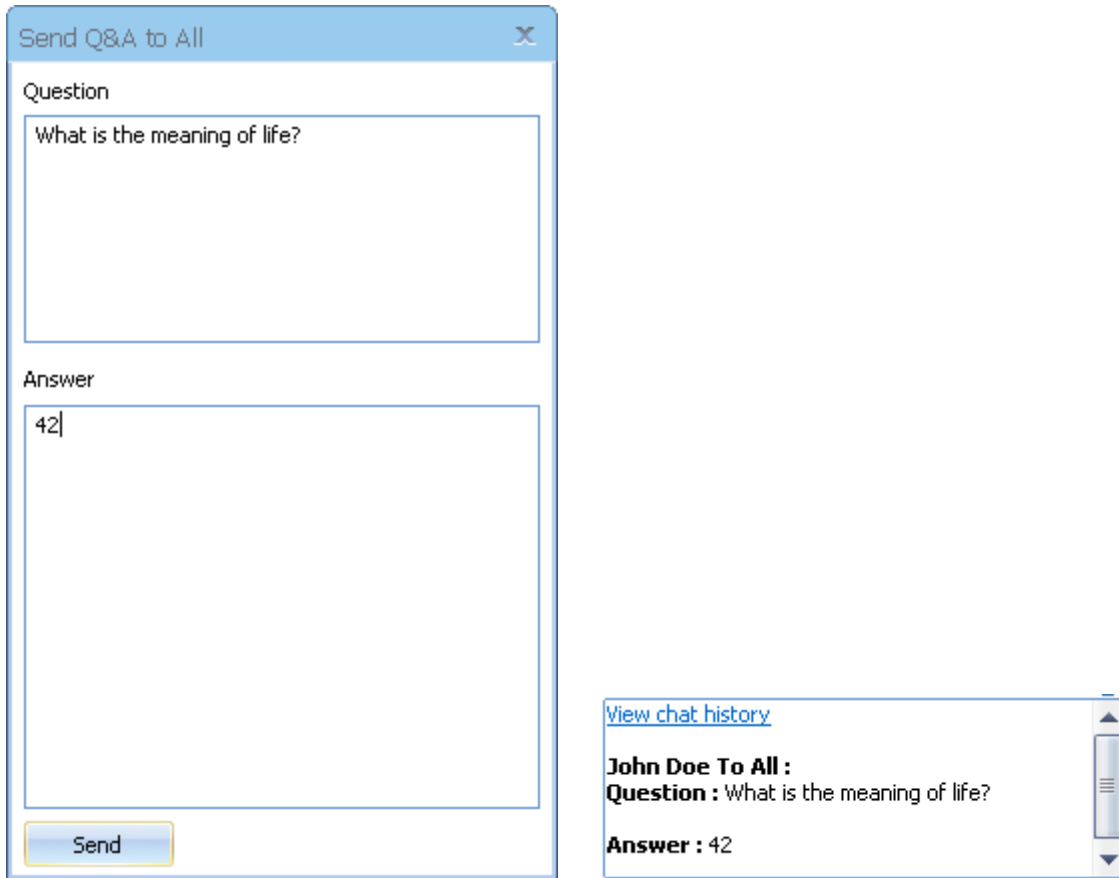 Send Q&A to All
Question
What is the meaning of life?
Answer
42
Send
View chat history
John Doe To All :
Question : What is the meaning of life?
Answer : 42